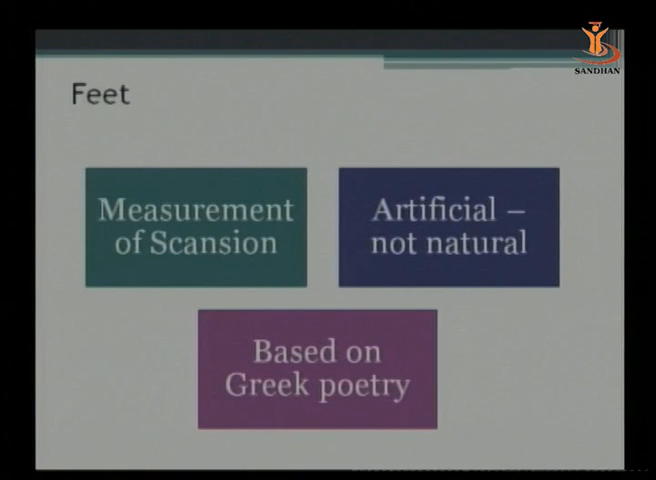 SANDHAN
Feet
Measurement
of Scansion
Artificial –
not natural
Based on
Greek poetry